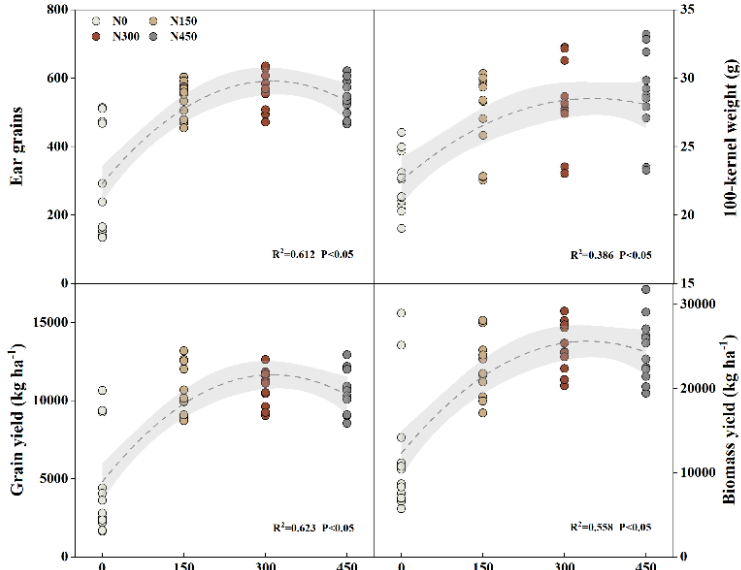 N0 N150
N300 N450
Ear grains
800
600
400
200
0
R²=0.612 P<0.05
100-kernel weight (g)
35
30
25
20
15
R²=0.386 P<0.05
Grain yield (kg ha⁻¹)
15000
10000
5000
0
R²=0.623 P<0.05
0 150 300 450
Biomass yield (kg ha⁻¹)
30000
20000
10000
0
R²=0.558 P<0.05
0 150 300 450